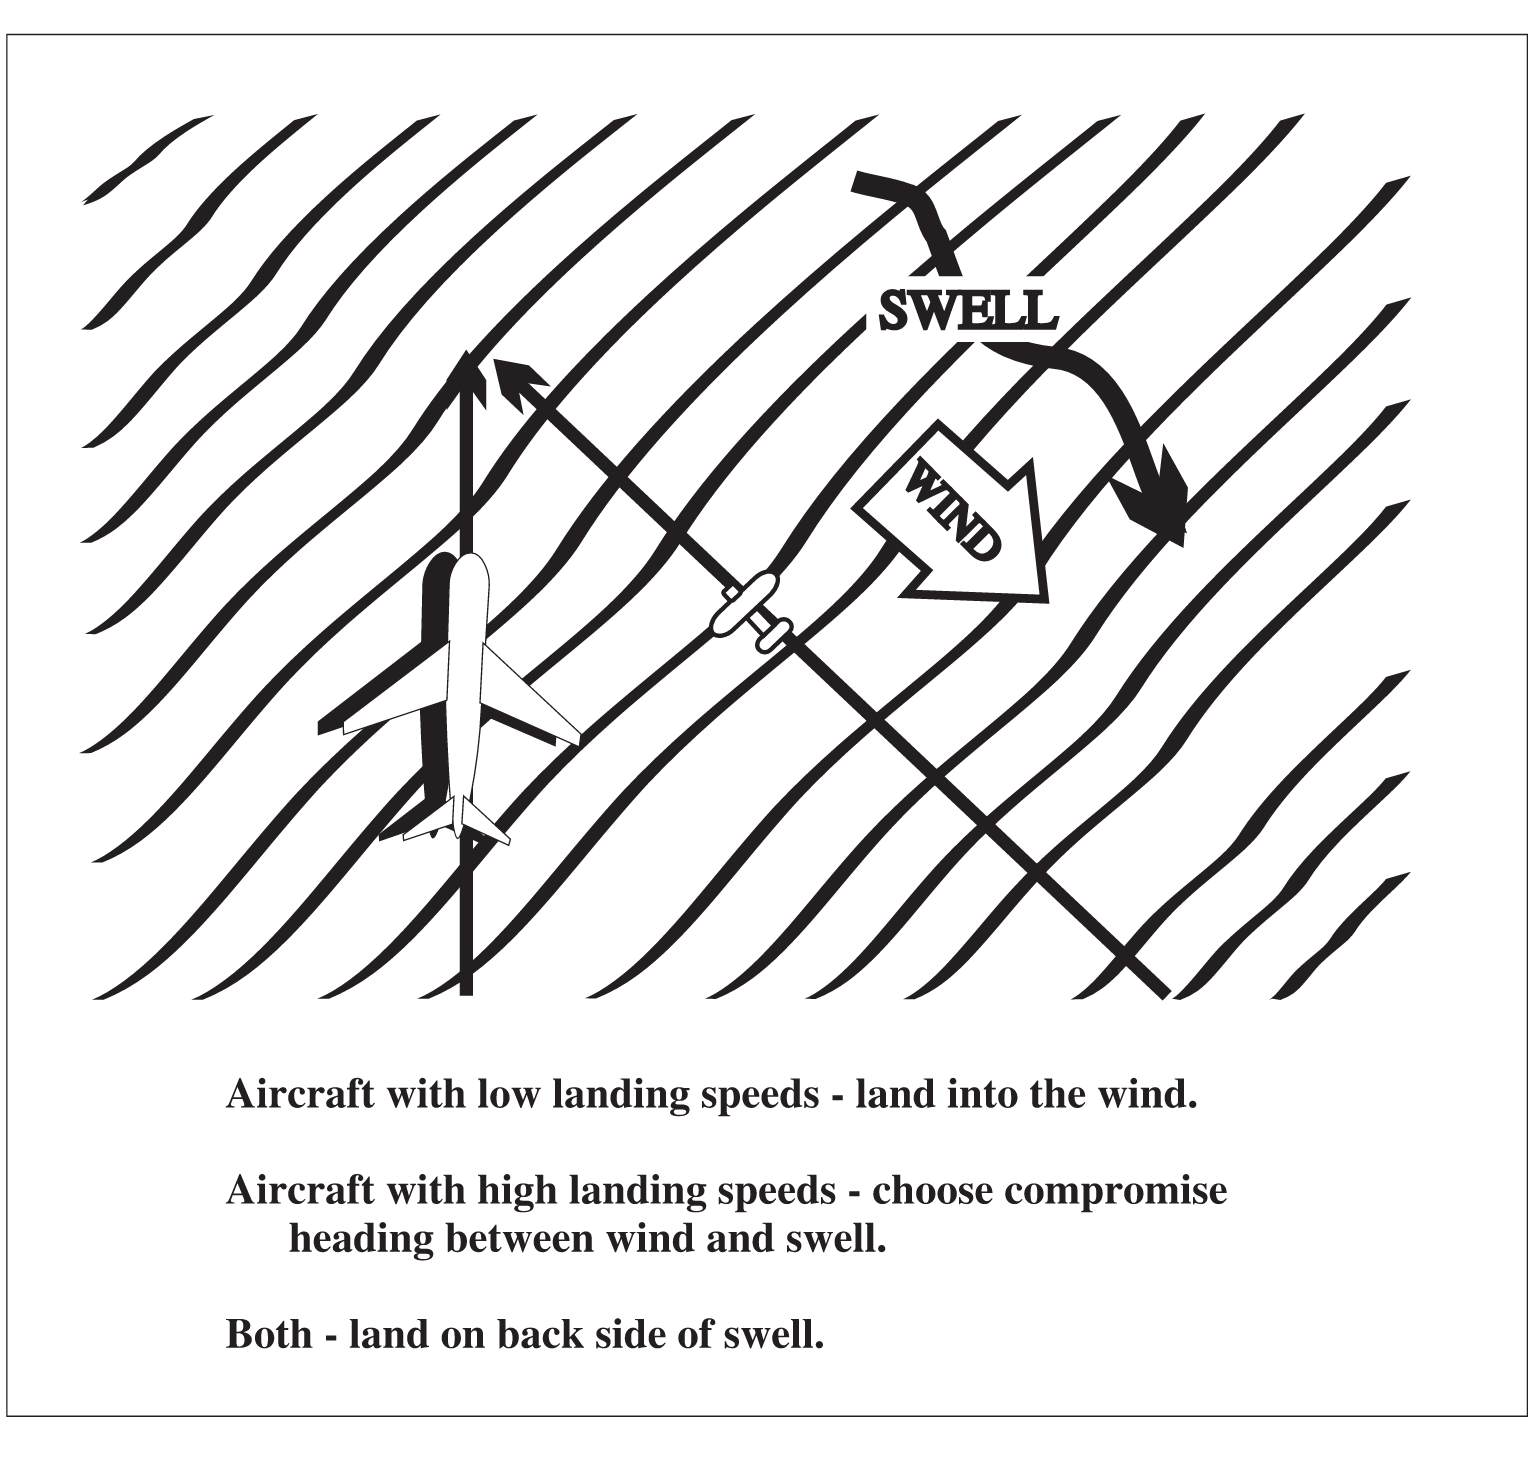 SWELL
WIND
Aircraft with low landing speeds - land into the wind.
Aircraft with high landing speeds - choose compromise
heading between wind and swell.
Both - land on back side of swell.